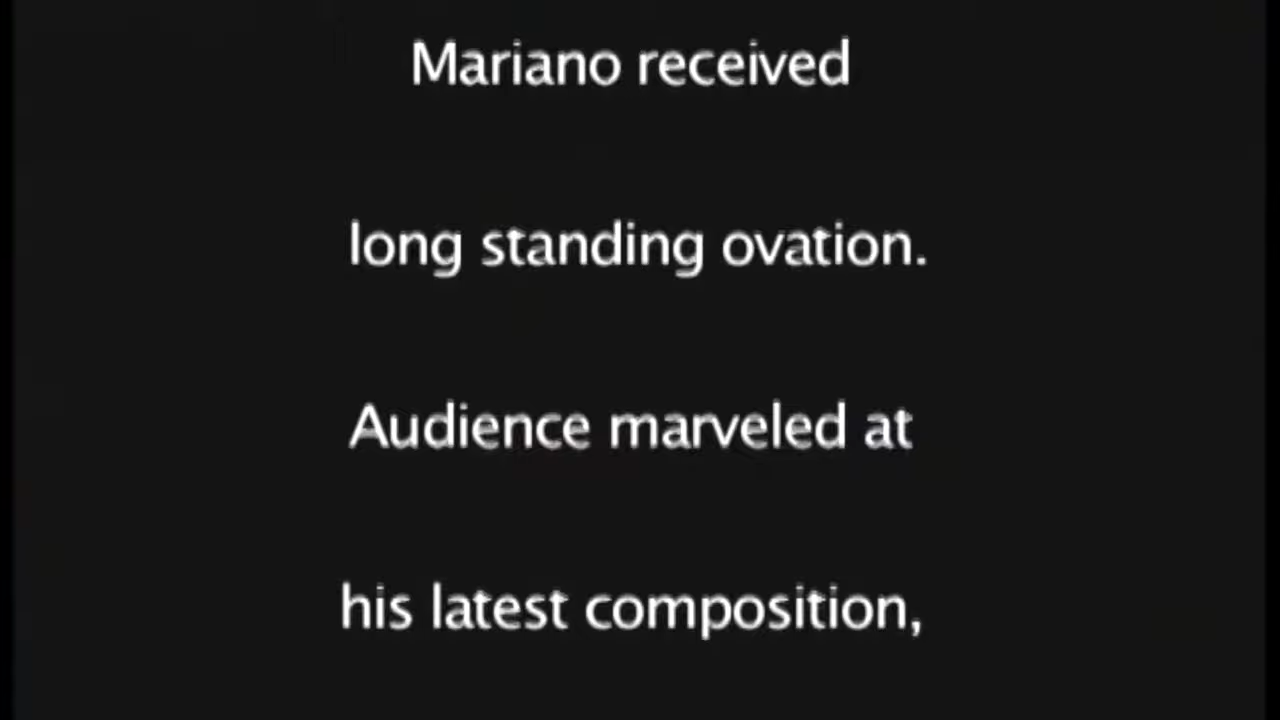 Mariano received
long standing ovation.
Audience marveled at
his latest composition,